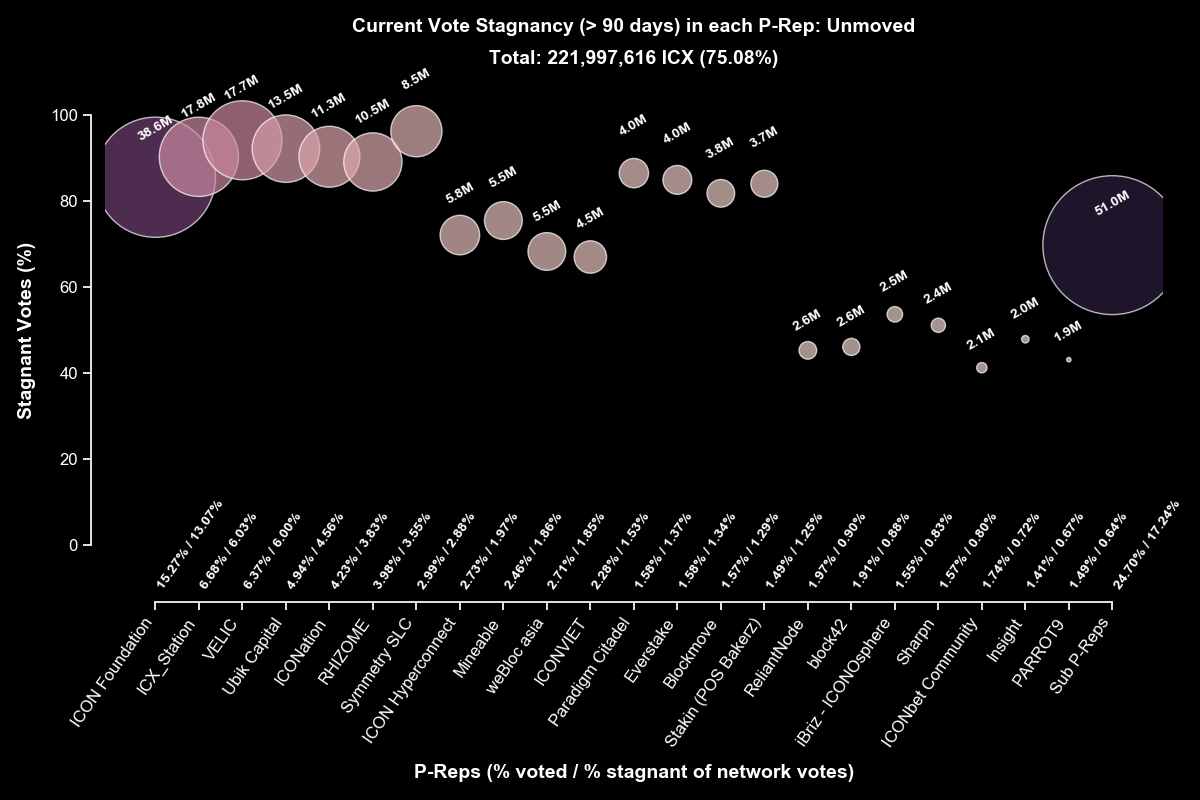 Current Vote Stagnancy (> 90 days) in each P-Rep: Unmoved
Total: 221,997,616 ICX (75.08%)
Stagnant Votes (%)
100
80
60
40
20
0
38.6M
17.8M
17.7M
13.5M
11.3M
10.5M
8.5M
5.8M
5.5M
5.5M
4.5M
4.0M
4.0M
3.8M
3.7M
2.6M
2.6M
2.5M
2.4M
2.1M
2.0M
1.9M
51.0M
15.27% / 13.07%
6.68% / 6.03%
6.37% / 6.00%
4.94% / 4.56%
4.23% / 3.83%
3.98% / 3.55%
2.99% / 2.88%
2.73% / 1.97%
2.46% / 1.86%
2.71% / 1.85%
2.28% / 1.53%
1.58% / 1.37%
1.58% / 1.34%
1.57% / 1.29%
1.49% / 1.25%
1.97% / 0.90%
1.91% / 0.88%
1.55% / 0.83%
1.57% / 0.80%
1.74% / 0.72%
1.41% / 0.67%
1.49% / 0.64%
24.70% / 17.24%
ICON Foundation
ICX_Station
VELIC
Ubik Capital
ICONation
RHIZOME
Symmetry SLC
ICON Hyperconnect
Mineable
weBloc asia
ICONVIET
Paradigm Citadel
Everstake
Blockmove
Stakin (POS Bakerz)
ReliantNode
block42
iBriz - ICONOsphere
Sharpn
ICONbet Community
Insight
PARROT9
Sub P-Reps
P-Reps (% voted / % stagnant of network votes)